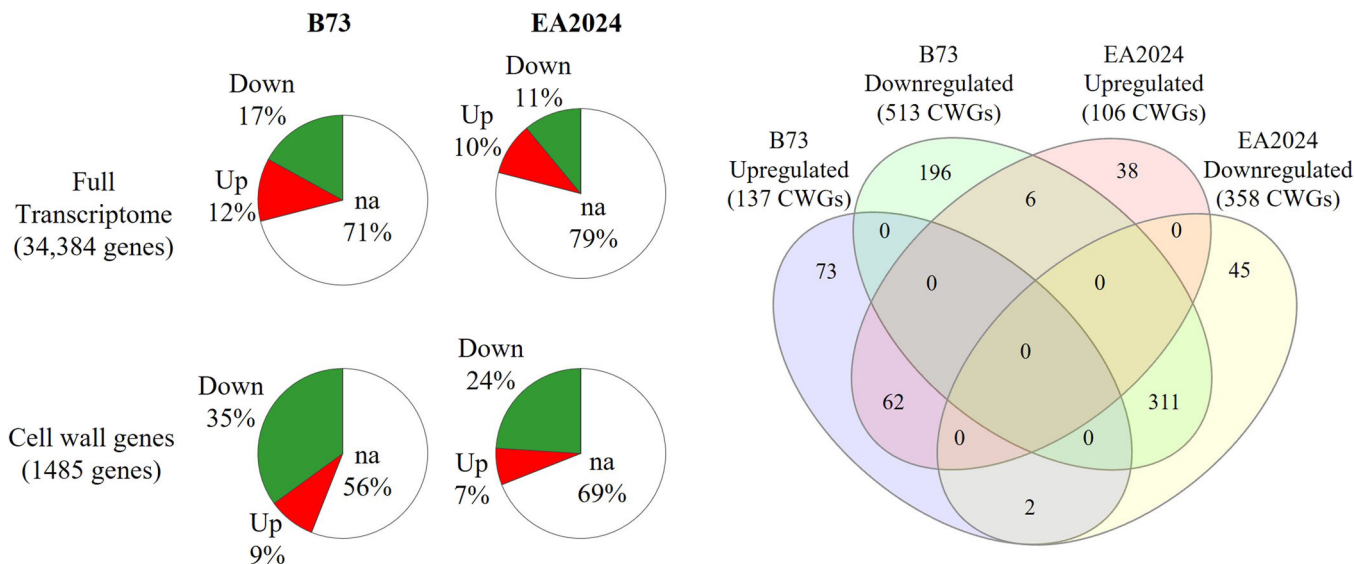 B73
EA2024
Full
Transcriptome
(34,384 genes)
Down
17%
Up
12%
na
71%
Down
11%
Up
10%
na
79%
Cell wall genes
(1485 genes)
Down
35%
Up
9%
na
56%
Down
24%
Up
7%
na
69%
B73
Upregulated
(137 CWGs)
B73
Downregulated
(513 CWGs)
EA2024
Upregulated
(106 CWGs)
EA2024
Downregulated
(358 CWGs)
196
38
6
0
0
73
45
0
0
0
62
311
0
0
2